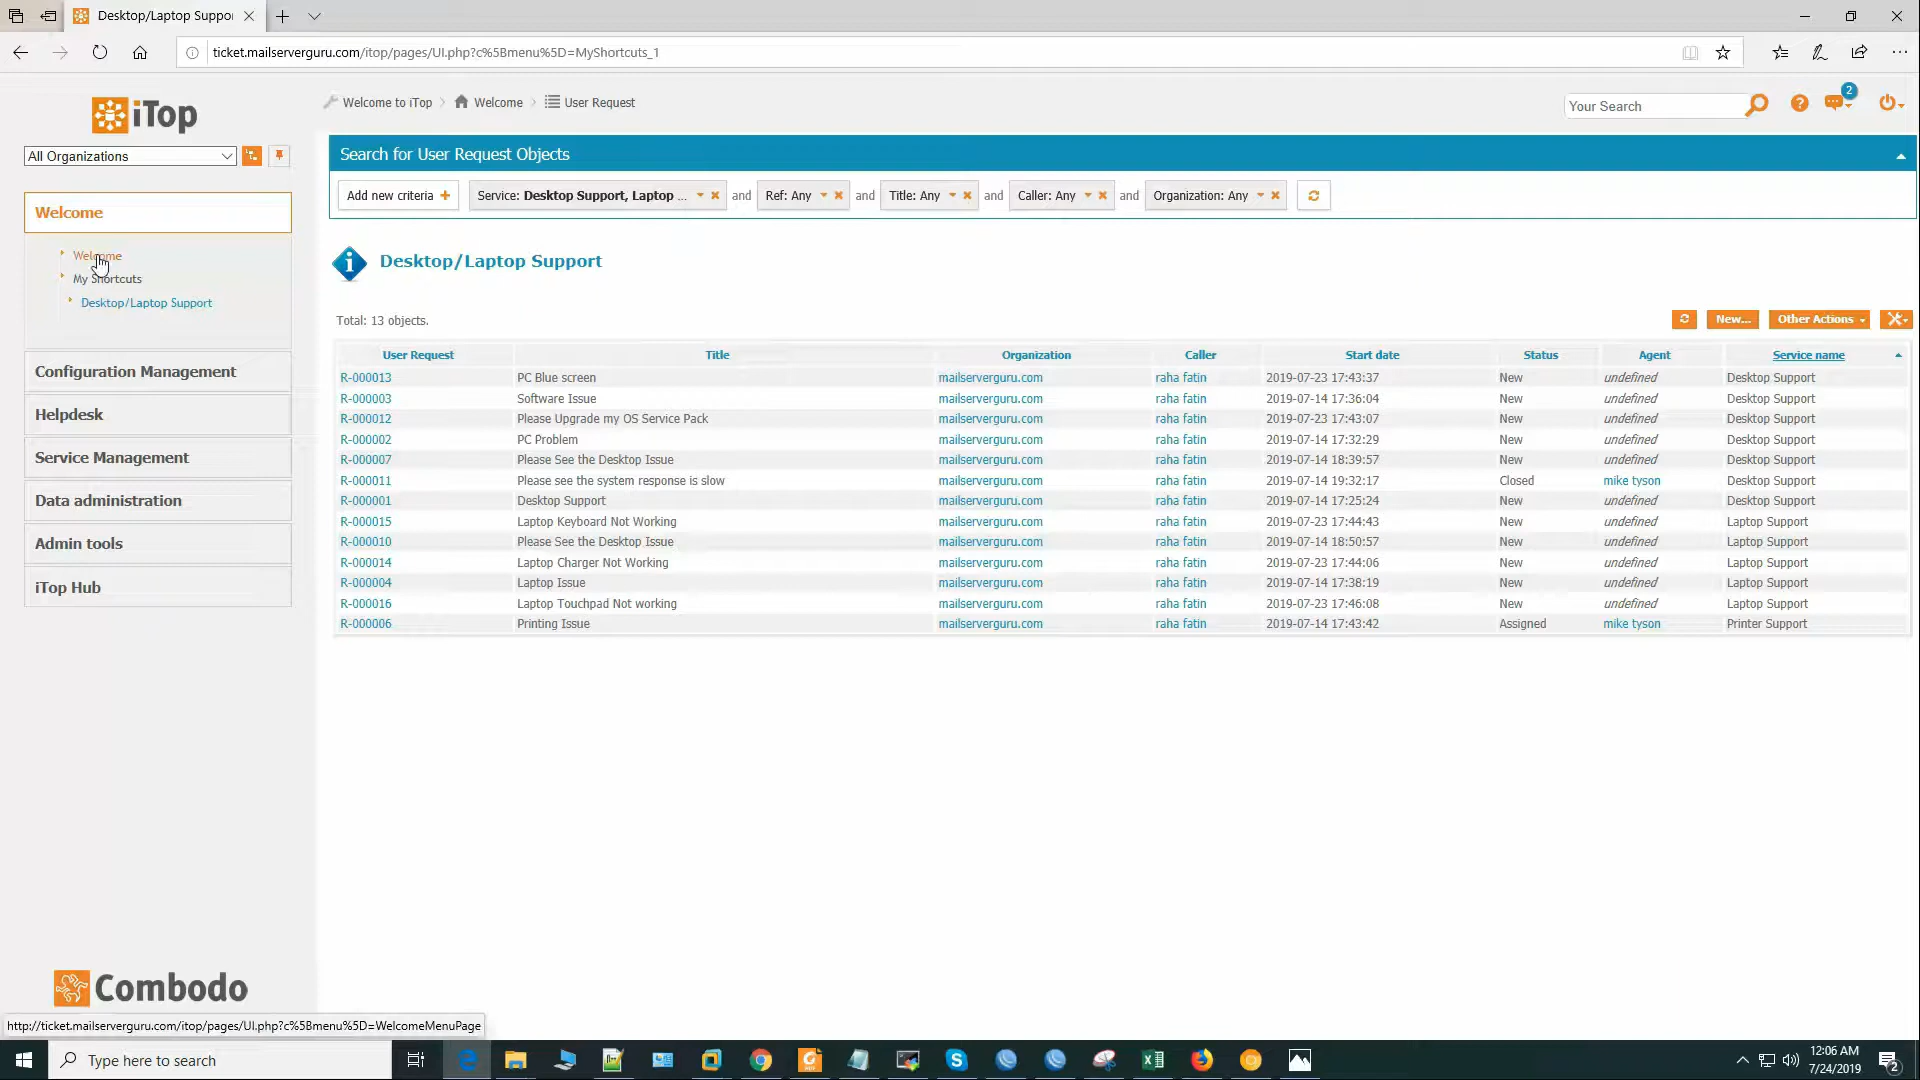 Desktop/Laptop Suppo
ticket.mailserverguru.com/itop/pages/UI.php?c%5Bmenu%5D=MyShortcuts_1
iTop
Welcome to iTop Welcome User Request
Your Search
2
All Organizations
Search for User Request Objects
Add new criteria
Service: Desktop Support, Laptop ... and Ref: Any and Title: Any and Caller: Any and Organization: Any
Welcome
Welcome
My Shortcuts
Desktop/Laptop Support
Configuration Management
Helpdesk
Service Management
Data administration
Admin tools
iTop Hub
Desktop/Laptop Support
Total: 13 objects.
New...
Other Actions
User Request Title Organization Caller Start date Status Agent Service name
R-000013 PC Blue screen mailserverguru.com raha fatin 2019-07-23 17:43:37 New undefined Desktop Support
R-000003 Software Issue mailserverguru.com raha fatin 2019-07-14 17:36:04 New undefined Desktop Support
R-000012 Please Upgrade my OS Service Pack mailserverguru.com raha fatin 2019-07-23 17:43:07 New undefined Desktop Support
R-000002 PC Problem mailserverguru.com raha fatin 2019-07-14 17:32:29 New undefined Desktop Support
R-000007 Please See the Desktop Issue mailserverguru.com raha fatin 2019-07-14 18:39:57 New undefined Desktop Support
R-000011 Please see the system response is slow mailserverguru.com raha fatin 2019-07-14 19:32:17 Closed mike tyson Desktop Support
R-000001 Desktop Support mailserverguru.com raha fatin 2019-07-14 17:25:24 New undefined Desktop Support
R-000015 Laptop Keyboard Not Working mailserverguru.com raha fatin 2019-07-23 17:44:43 New undefined Laptop Support
R-000010 Please See the Desktop Issue mailserverguru.com raha fatin 2019-07-14 18:50:57 New undefined Laptop Support
R-000014 Laptop Charger Not Working mailserverguru.com raha fatin 2019-07-23 17:44:06 New undefined Laptop Support
R-000004 Laptop Issue mailserverguru.com raha fatin 2019-07-14 17:38:19 New undefined Laptop Support
R-000016 Laptop Touchpad Not working mailserverguru.com raha fatin 2019-07-23 17:46:08 New undefined Laptop Support
R-000006 Printing Issue mailserverguru.com raha fatin 2019-07-14 17:43:42 Assigned mike tyson Printer Support
Combodo
http://ticket.mailserverguru.com/itop/pages/UI.php?c%5Bmenu%5D=WelcomeMenuPage
Type here to search
12:06 AM
7/24/2019
2